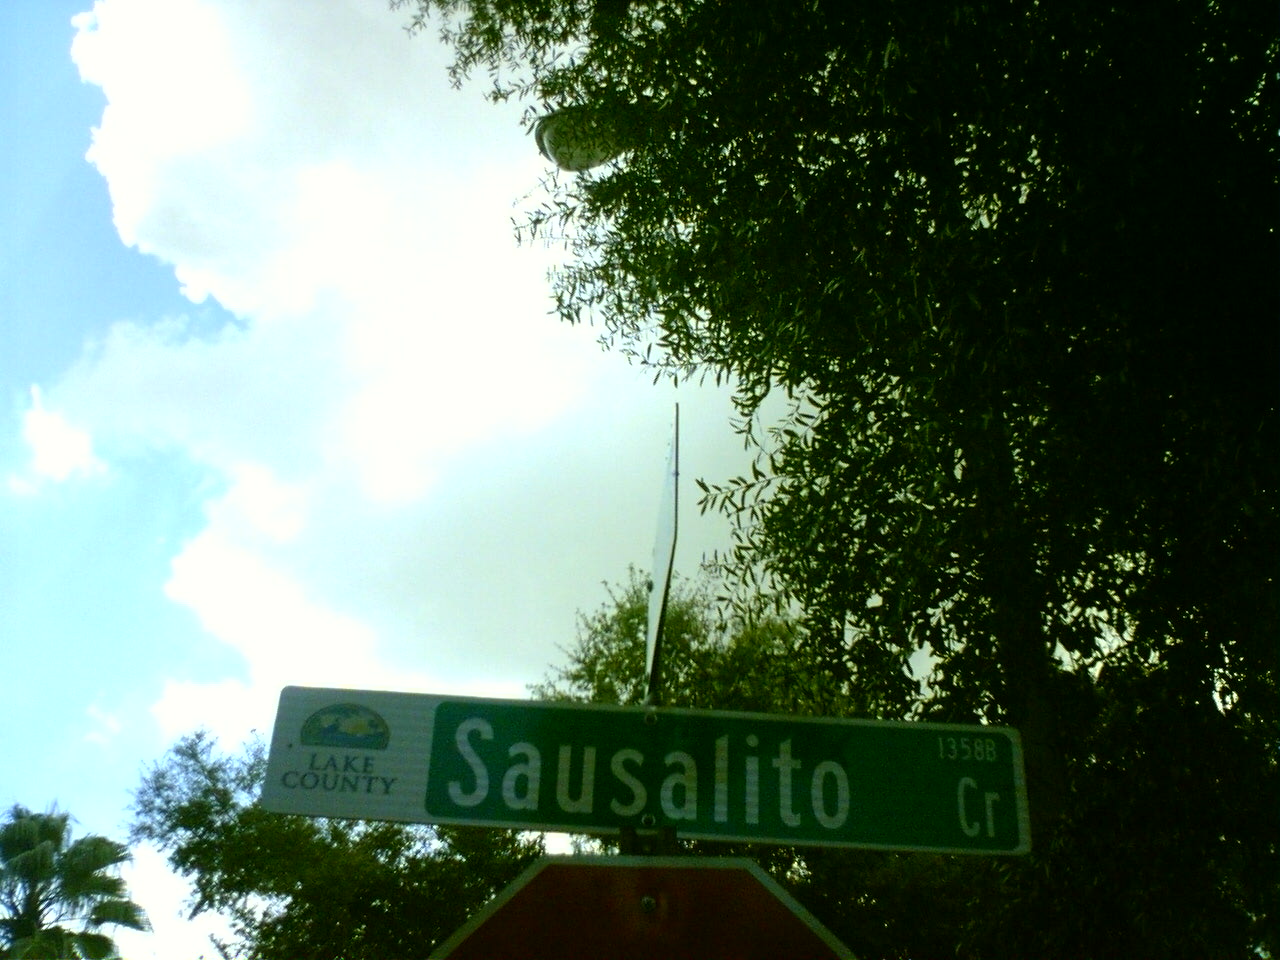 LAKE
COUNTY
Sausalito
1358B
Cr